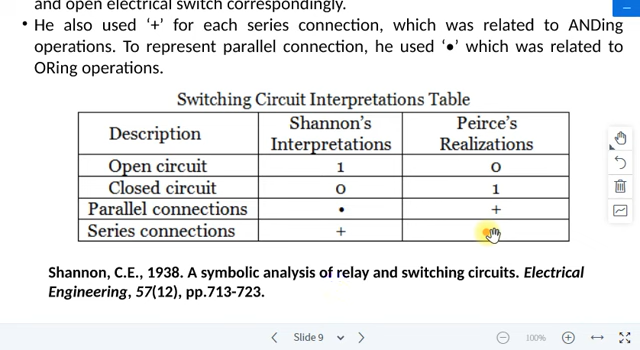 and open electrical switch correspondingly.
• He also used ‘+’ for each series connection, which was related to ANDing
operations. To represent parallel connection, he used ‘•’ which was related to
ORing operations.
Switching Circuit Interpretations Table
Description Shannon’s Interpretations Peirce’s Realizations
Open circuit 1 0
Closed circuit 0 1
Parallel connections • +
Series connections +
Shannon, C.E., 1938. A symbolic analysis of relay and switching circuits. Electrical
Engineering, 57(12), pp.713-723.
Slide 9
100%